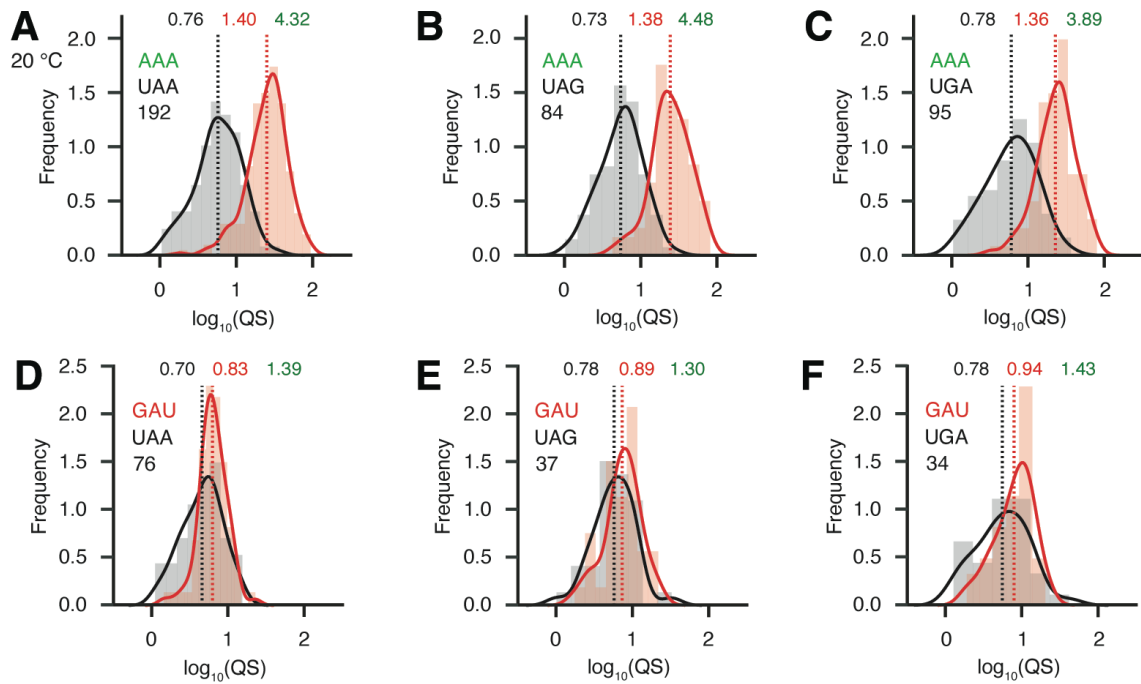 A
20 °C
0.76 1.40 4.32
2.0
1.5
1.0
0.5
0.0
Frequency
AAA
UAA
192
0 1 2
log10(QS)
B
0.73 1.38 4.48
2.0
1.5
1.0
0.5
0.0
Frequency
AAA
UAG
84
0 1 2
log10(QS)
C
0.78 1.36 3.89
2.0
1.5
1.0
0.5
0.0
Frequency
AAA
UGA
95
0 1 2
log10(QS)
D
0.70 0.83 1.39
2.5
2.0
1.5
1.0
0.5
0.0
Frequency
GAU
UAA
76
0 1 2
log10(QS)
E
0.78 0.89 1.30
2.5
2.0
1.5
1.0
0.5
0.0
Frequency
GAU
UAG
37
0 1 2
log10(QS)
F
0.78 0.94 1.43
2.5
2.0
1.5
1.0
0.5
0.0
Frequency
GAU
UGA
34
0 1 2
log10(QS)